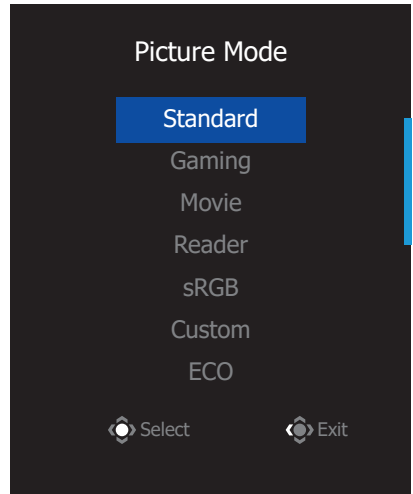 Picture Mode
Standard
Gaming
Movie
Reader
sRGB
Custom
ECO
Select Exit